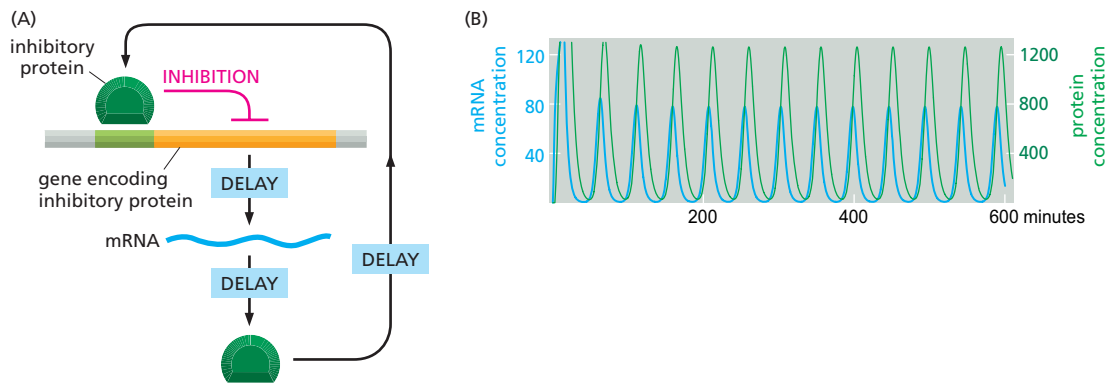 (A)
inhibitory
protein
INHIBITION
gene encoding
inhibitory protein
DELAY
mRNA
DELAY
DELAY
(B)
120
80
40
mRNA
concentration
1200
800
400
protein
concentration
200
400
600 minutes